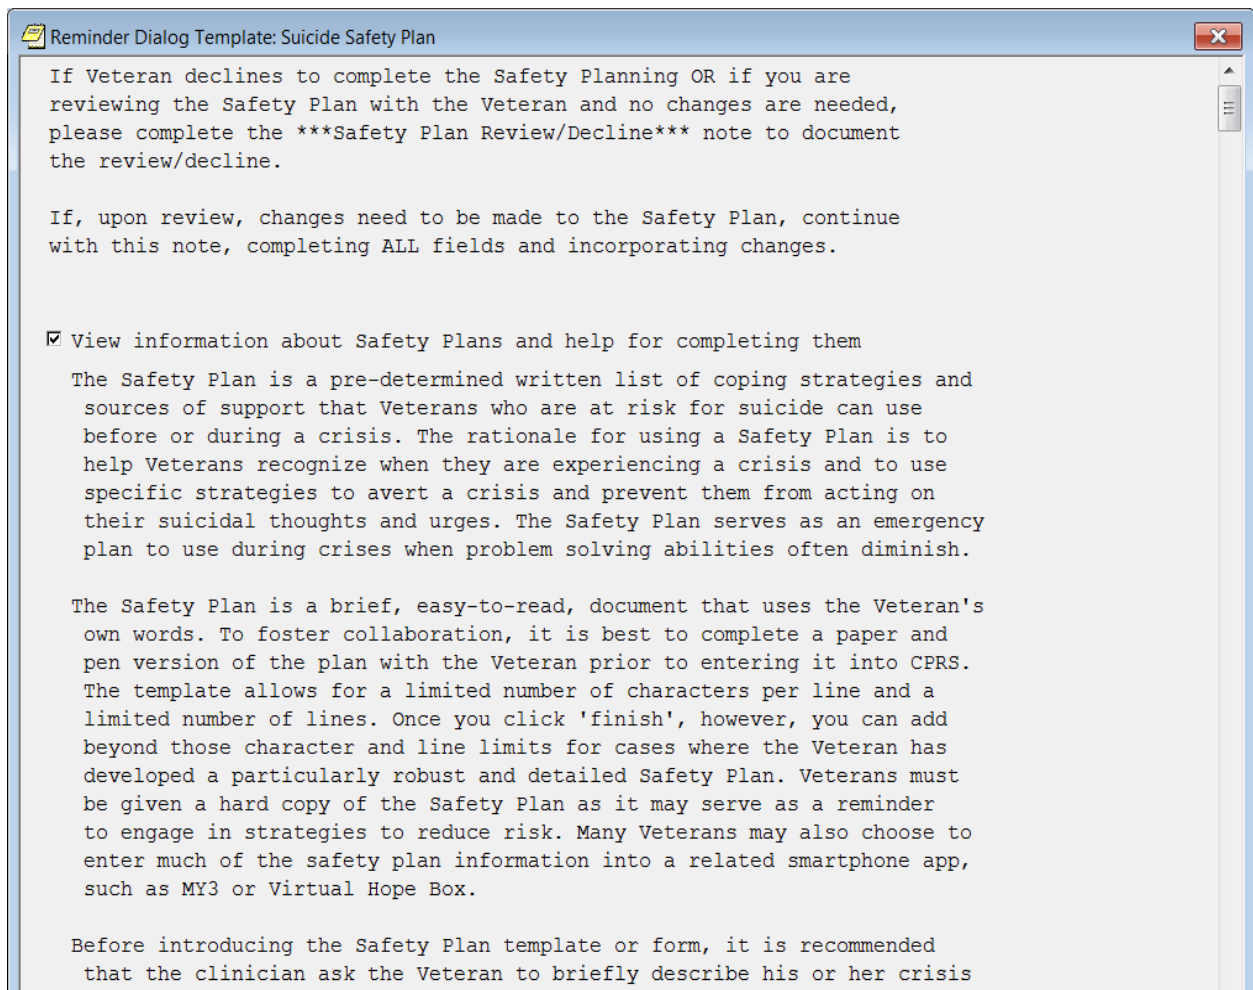 Reminder Dialog Template: Suicide Safety Plan
If Veteran declines to complete the Safety Planning OR if you are
reviewing the Safety Plan with the Veteran and no changes are needed,
please complete the ***Safety Plan Review/Decline*** note to document
the review/decline.
If, upon review, changes need to be made to the Safety Plan, continue
with this note, completing ALL fields and incorporating changes.
View information about Safety Plans and help for completing them
The Safety Plan is a pre-determined written list of coping strategies and
sources of support that Veterans who are at risk for suicide can use
before or during a crisis. The rationale for using a Safety Plan is to
help Veterans recognize when they are experiencing a crisis and to use
specific strategies to avert a crisis and prevent them from acting on
their suicidal thoughts and urges. The Safety Plan serves as an emergency
plan to use during crises when problem solving abilities often diminish.
The Safety Plan is a brief, easy-to-read, document that uses the Veteran's
own words. To foster collaboration, it is best to complete a paper and
pen version of the plan with the Veteran prior to entering it into CPRS.
The template allows for a limited number of characters per line and a
limited number of lines. Once you click 'finish', however, you can add
beyond those character and line limits for cases where the Veteran has
developed a particularly robust and detailed Safety Plan. Veterans must
be given a hard copy of the Safety Plan as it may serve as a reminder
to engage in strategies to reduce risk. Many Veterans may also choose to
enter much of the safety plan information into a related smartphone app,
such as MY3 or Virtual Hope Box.
Before introducing the Safety Plan template or form, it is recommended
that the clinician ask the Veteran to briefly describe his or her crisis